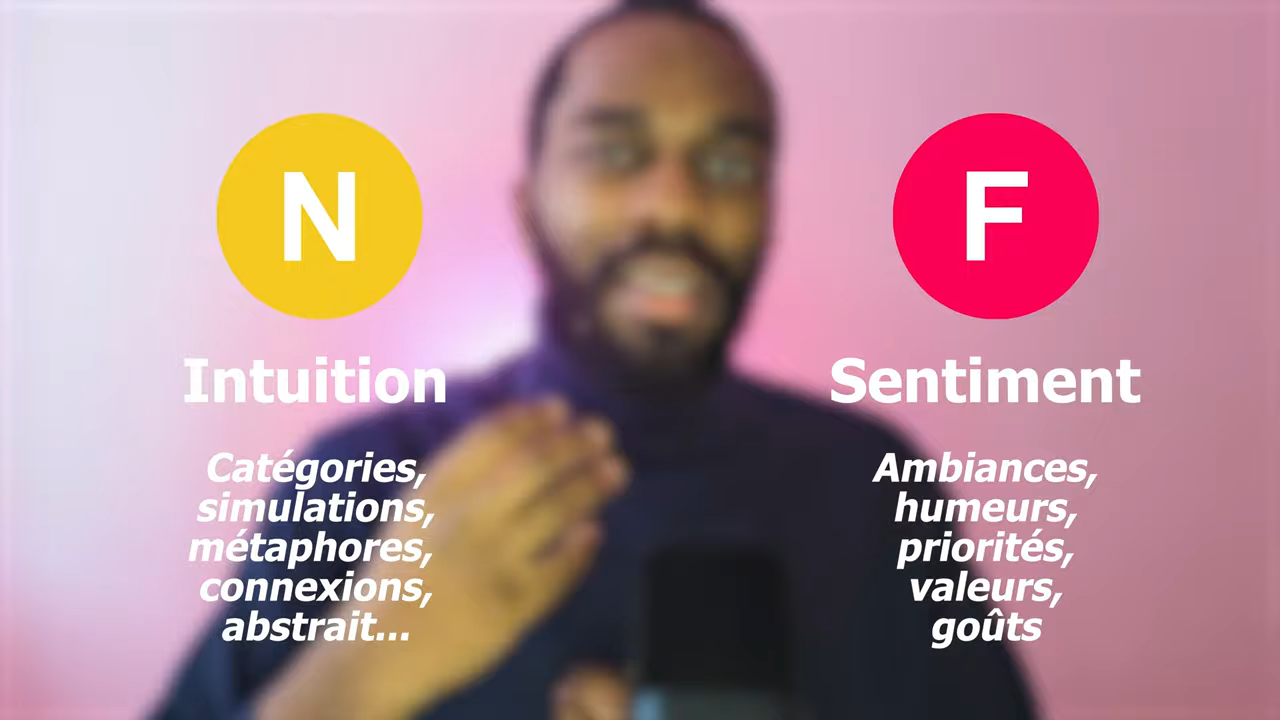 N
Intuition
Catégories,
simulations,
métaphores,
connexions,
abstrait...
F
Sentiment
Ambiances,
humeurs,
priorités,
valeurs,
goûts